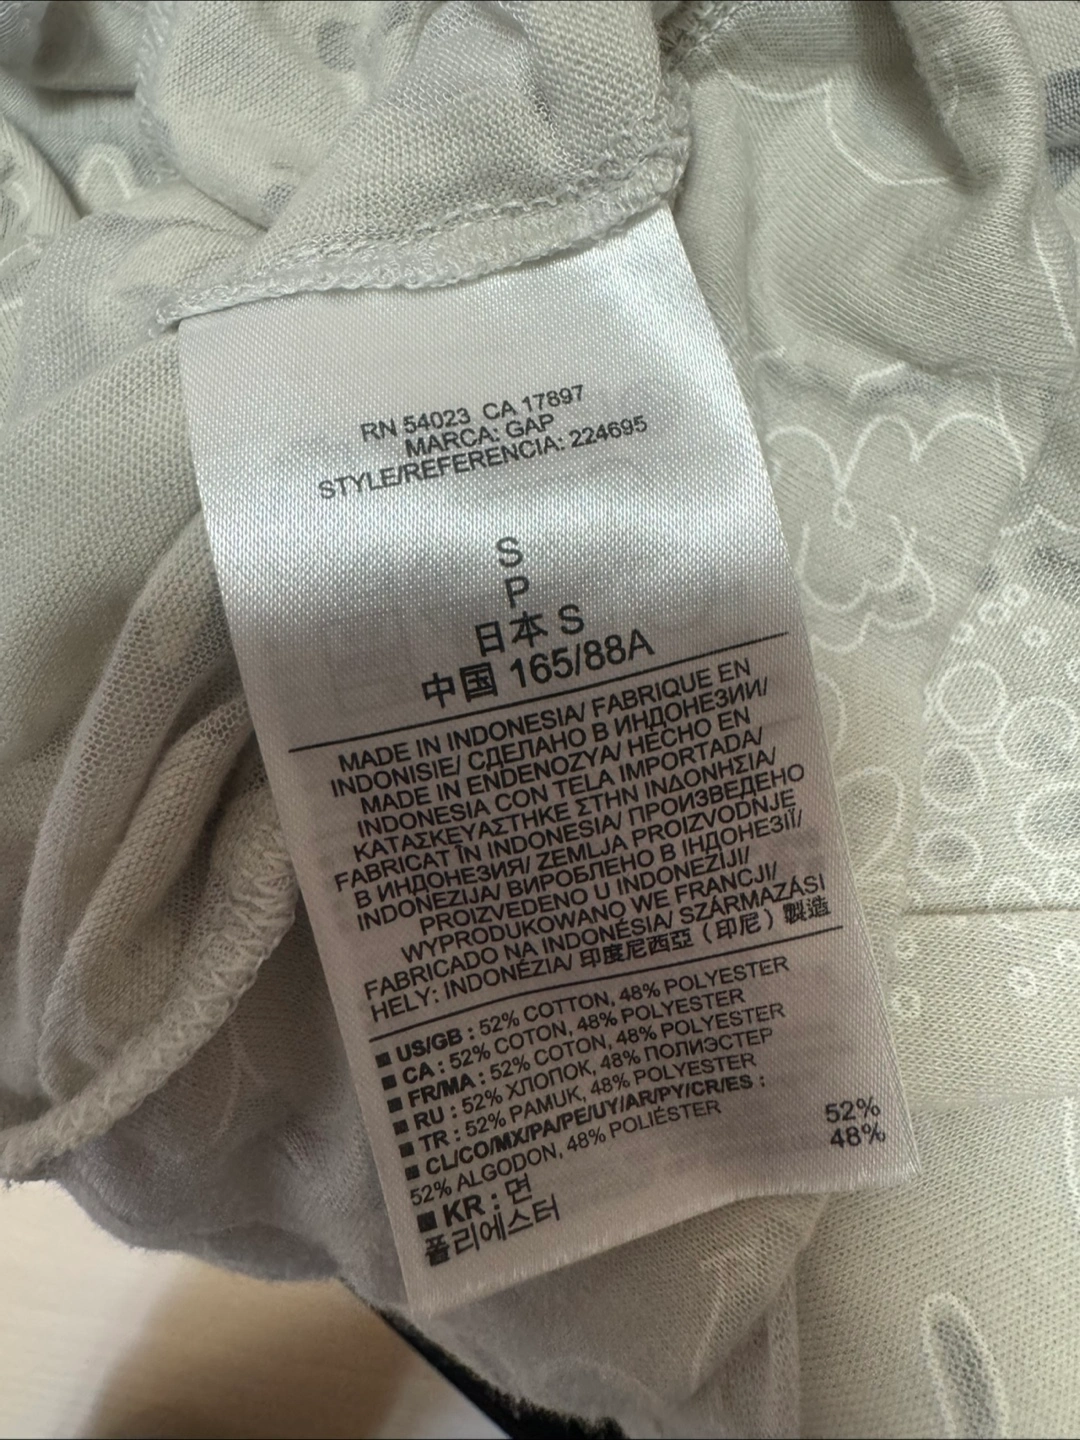 RN 54023 CA 17897
MARCA: GAP
STYLE/REFERENCIA: 224695
S
P
日本 S
中国 165/88A
MADE IN INDONESIA/ FABRIQUE EN
INDONISIE/ СДЕЛАНО В ИНДОНЕЗИИ/
MADE IN ENDENOZYA/ HECHO EN
INDONESIA CON TELA IMPORTADA/
ΚΑΤΑΣΚΕΥΑΣΤΗΚΕ ΣΤΗΝ ΙΝΔΟΝΗΣΙΑ/
FABRICAT ÎN INDONESIA/ ПРОИЗВЕДЕНО
В ИНДОНЕЗИЯ/ ZEMLJA PROIZVODNJE
INDONEZIJA/ ВИРОБЛЕНО В ІНДОНЕЗІЇ/
PROIZVEDENO U INDONEZIJI/
WYPRODUKOWANO WE FRANCJI/
FABRICADO NA INDONÉSIA/ SZÁRMAZÁSI
HELY: INDONÉZIA/ 印度尼西亞（印尼）製造
■ US/GB : 52% COTTON, 48% POLYESTER
■ CA : 52% COTON, 48% POLYESTER
■ FR/MA : 52% COTON, 48% POLYESTER
■ RU : 52% ХЛОПОК, 48% ПОЛИЭСТЕР
■ TR : 52% PAMUK, 48% POLYESTER
■ CL/CO/MX/PA/PE/UY/AR/PY/CR/ES :
52% ALGODON, 48% POLIÉSTER
■ KR : 면 52%
폴리에스터 48%